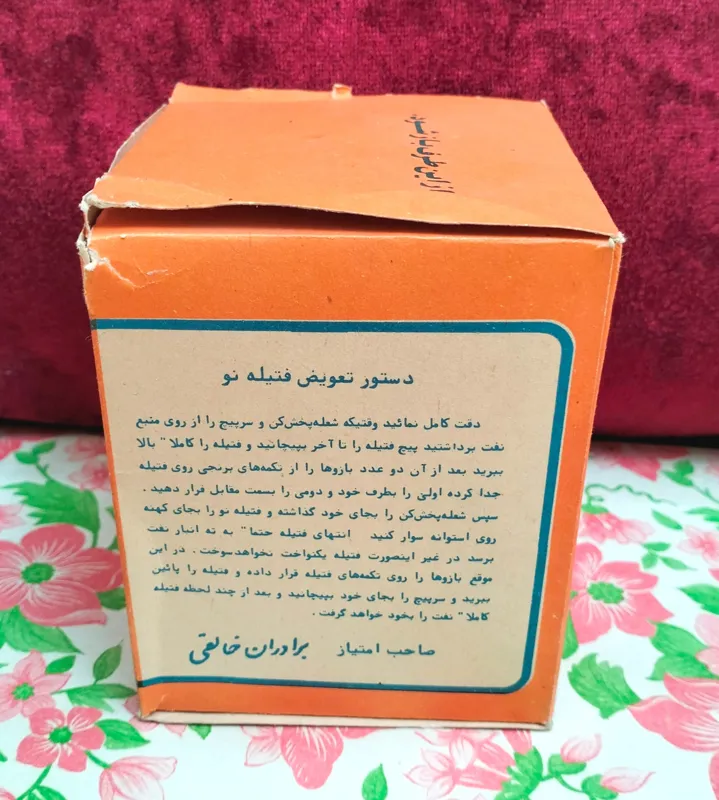 از این طرف باز شود
دستور تعویض فتیله نو
دقت کامل نمائید وقتیکه شعله‌پخش‌کن و سرپیچ را از روی منبع
نفت برداشتید پیچ فتیله را تا آخر بپیچانید و فتیله را کاملا" بالا
ببرید بعد از آن دو عدد بازوها را از تکمه‌های برنجی روی فتیله
جدا کرده اولی را بطرف خود و دومی را بسمت مقابل قرار دهید .
سپس شعله‌پخش‌کن را بجای خود گذاشته و فتیله نو را بجای کهنه
روی استوانه سوار کنید انتهای فتیله حتما" به ته انبار نفت
برسد در غیر اینصورت فتیله یکنواخت نخواهدسوخت . در این
موقع بازوها را روی تکمه‌های فتیله قرار داده و فتیله را پائین
ببرید و سرپیچ را بجای خود بپیچانید و بعد از چند لحظه فتیله
کاملا" نفت را بخود خواهد گرفت .
صاحب امتیاز برادران خالقی